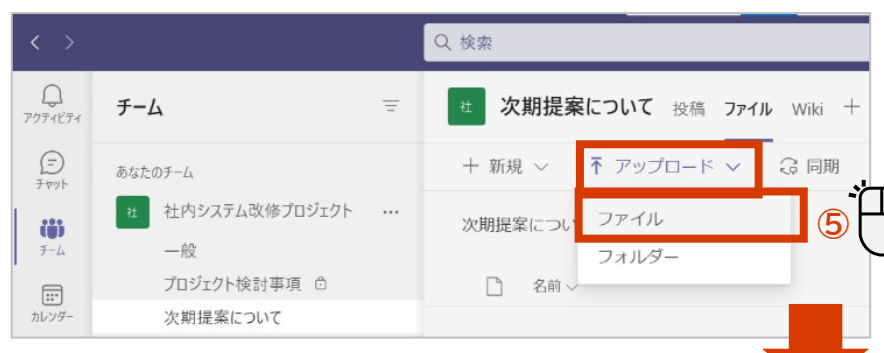 検索
アクティビティ
チャット
チーム
カレンダー
チーム
あなたのチーム
社 社内システム改修プロジェクト ...
一般
プロジェクト検討事項
次期提案について
社 次期提案について 投稿 ファイル Wiki +
+ 新規 アップロード 同期
次期提案につい
ファイル
フォルダー
名前
⑤